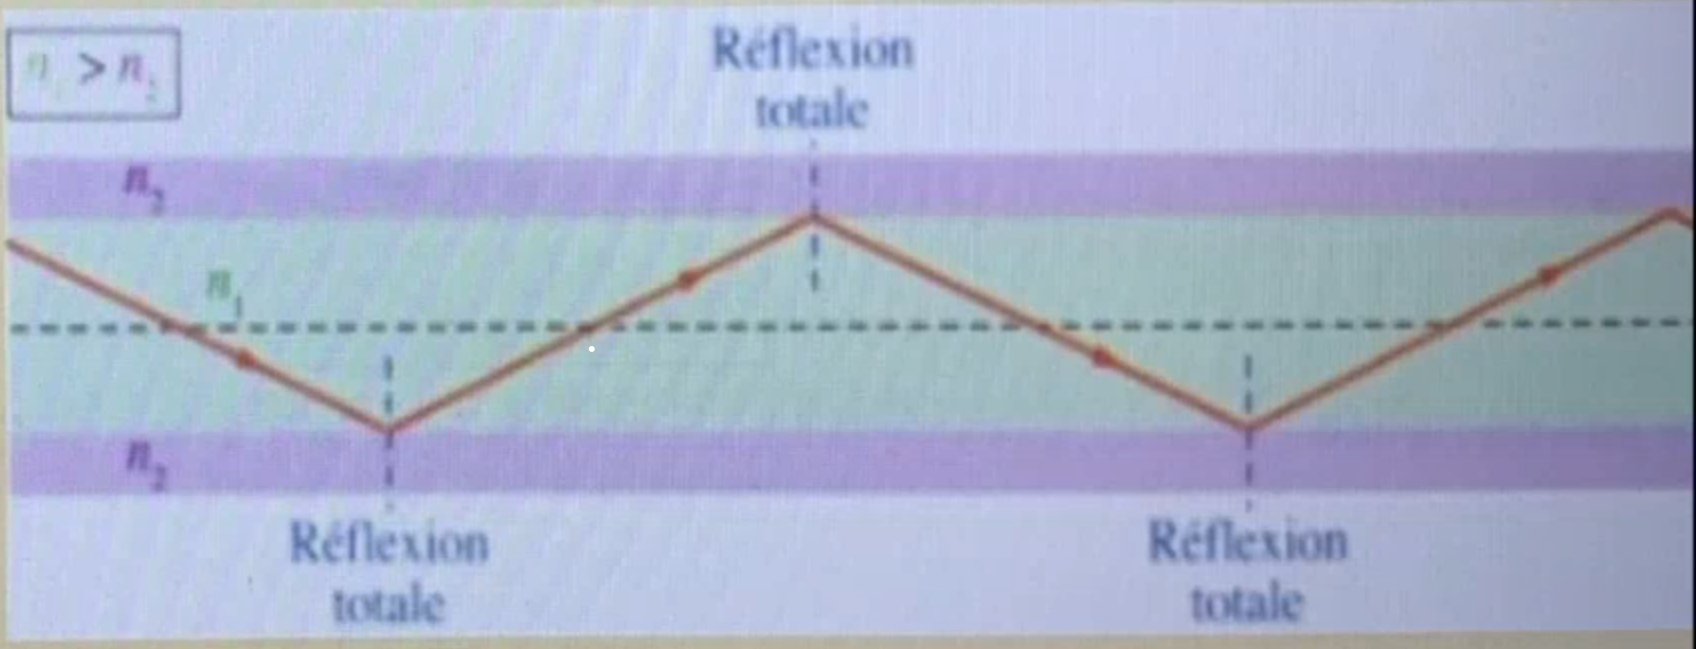 n₁ > n₂
Réflexion
totale
n₂
n₁
n₂
Réflexion
totale
Réflexion
totale